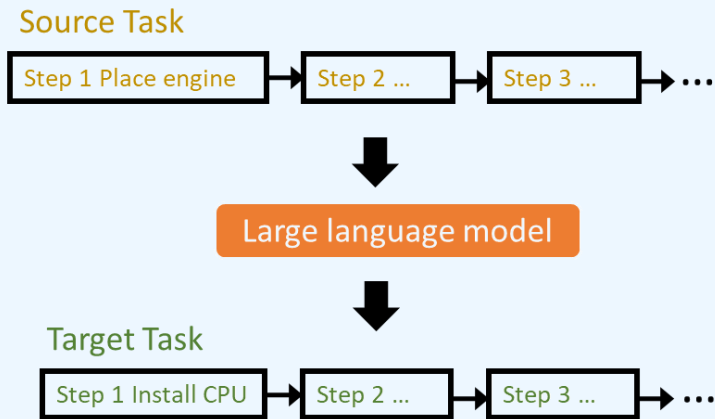 Source Task
Step 1 Place engine
Step 2 ...
Step 3 ...
...
Large language model
Target Task
Step 1 Install CPU
Step 2 ...
Step 3 ...
...